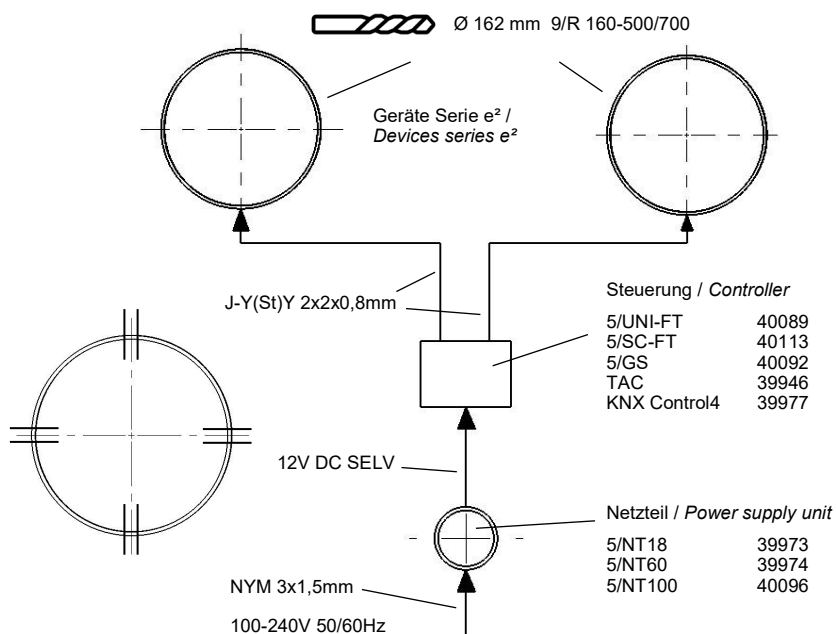 Ø 162 mm 9/R 160-500/700
Geräte Serie e² /
Devices series e²
J-Y(St)Y 2x2x0,8mm
Steuerung / Controller
5/UNI-FT 40089
5/SC-FT 40113
5/GS 40092
TAC 39946
KNX Control4 39977
12V DC SELV
Netzteil / Power supply unit
5/NT18 39973
5/NT60 39974
5/NT100 40096
NYM 3x1,5mm
100-240V 50/60Hz